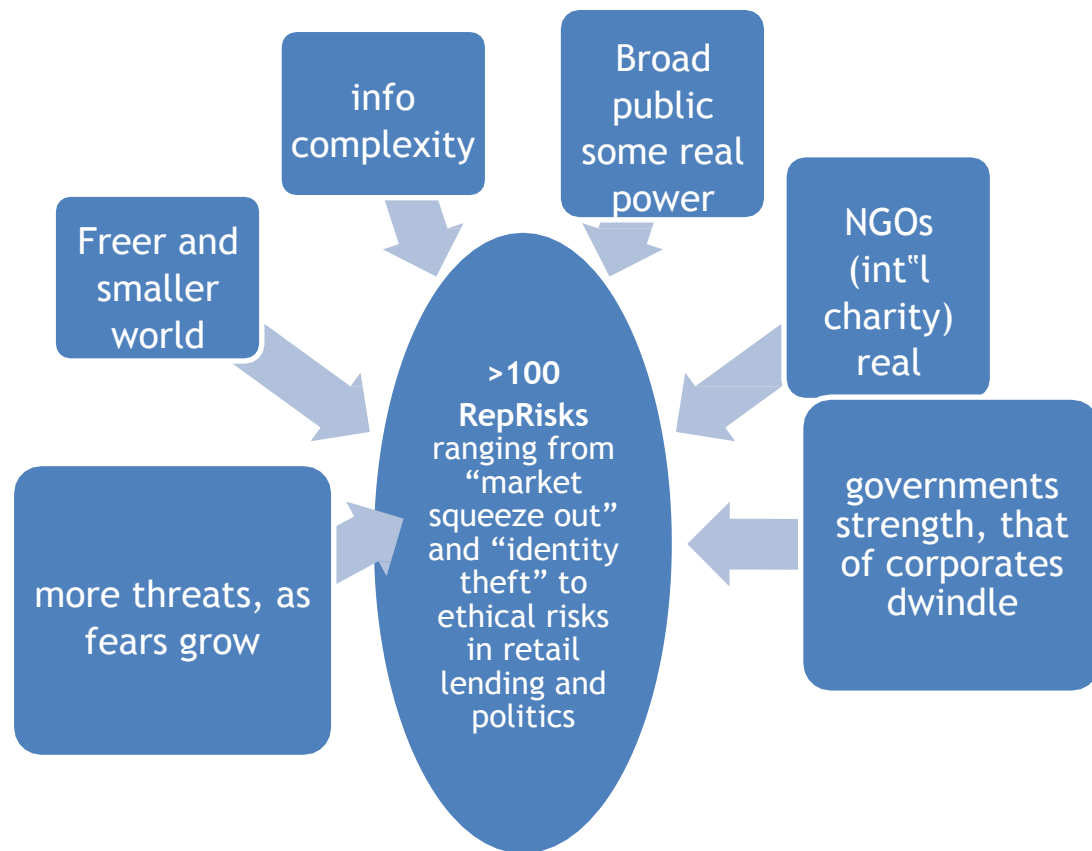 info
complexity
Broad
public
some real
power
Freer and
smaller
world
NGOs
(int‟l
charity)
real
more threats, as
fears grow
governments
strength, that
of corporates
dwindle
>100
RepRisks
ranging from
“market
squeeze out”
and “identity
theft” to
ethical risks
in retail
lending and
politics